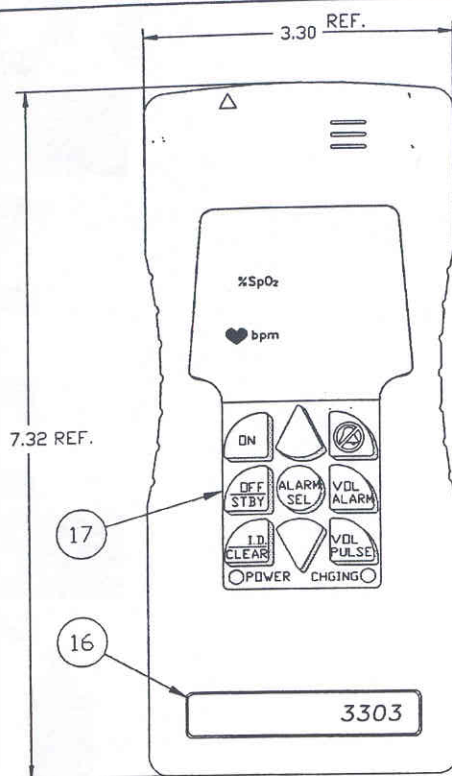 3.30 REF.
%SpO₂
bpm
7.32 REF.
ON
OFF
STBY
ALARM
SEL
VOL
ALARM
17
I.D.
CLEAR
VOL
PULSE
POWER CHGING
16
3303